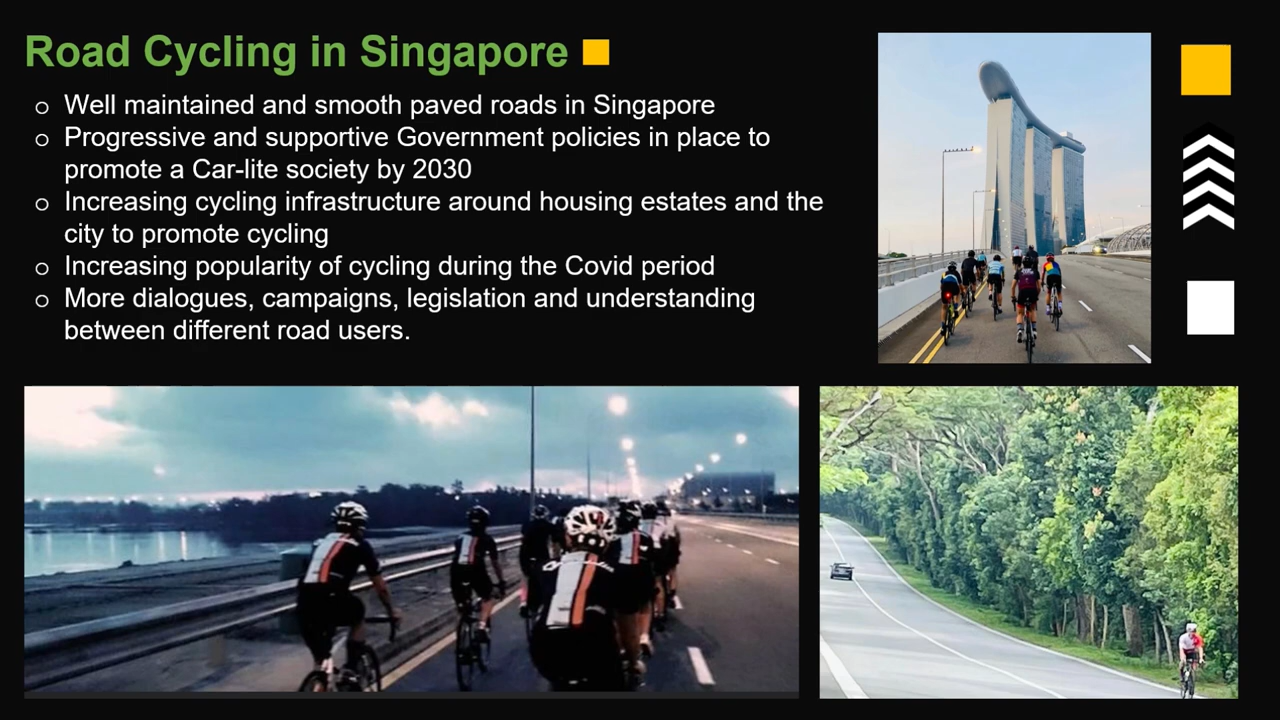 Road Cycling in Singapore
Well maintained and smooth paved roads in Singapore
Progressive and supportive Government policies in place to
promote a Car-lite society by 2030
Increasing cycling infrastructure around housing estates and the
city to promote cycling
Increasing popularity of cycling during the Covid period
More dialogues, campaigns, legislation and understanding
between different road users.